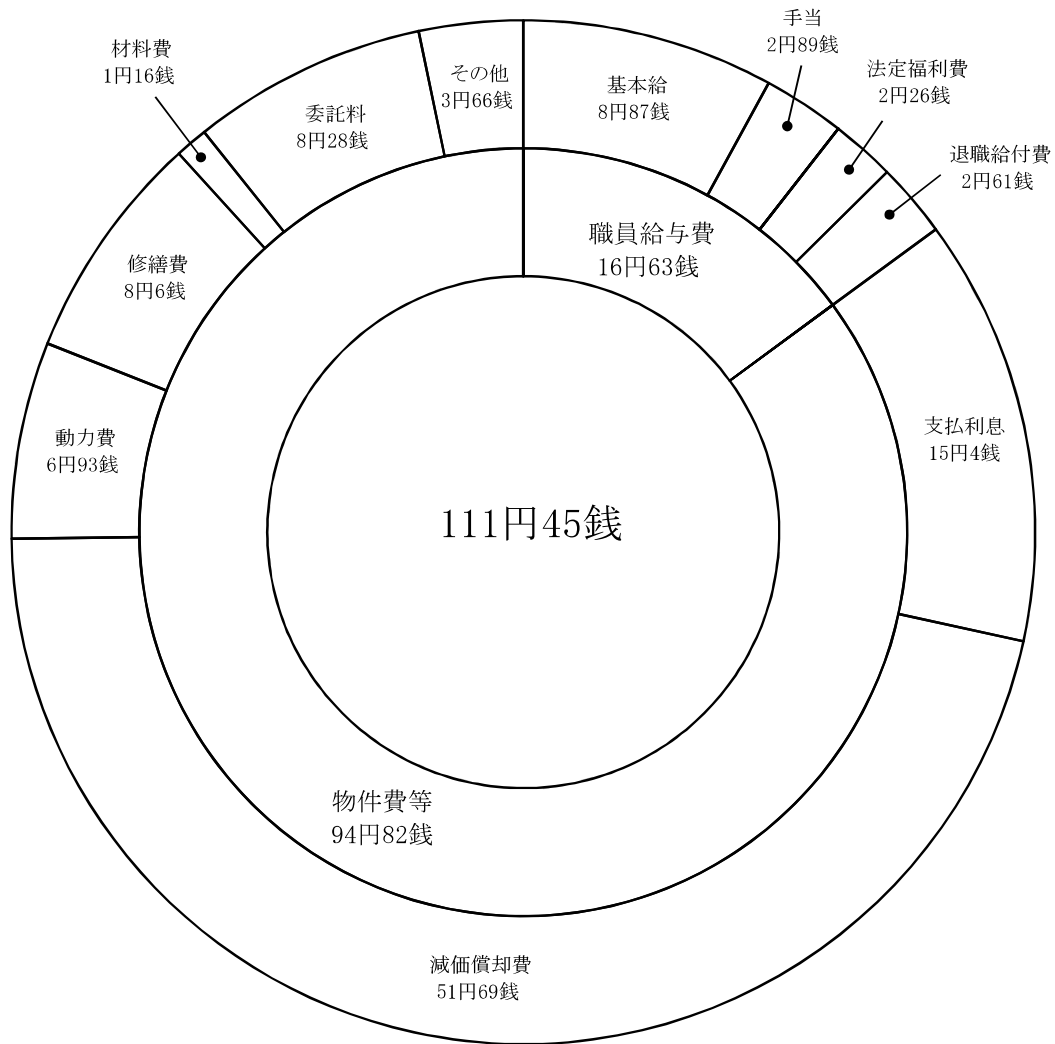 手当
2円89銭
材料費
1円16銭
その他
3円66銭
基本給
8円87銭
法定福利費
2円26銭
委託料
8円28銭
退職給付費
2円61銭
職員給与費
16円63銭
修繕費
8円6銭
動力費
6円93銭
支払利息
15円4銭
111円45銭
物件費等
94円82銭
減価償却費
51円69銭